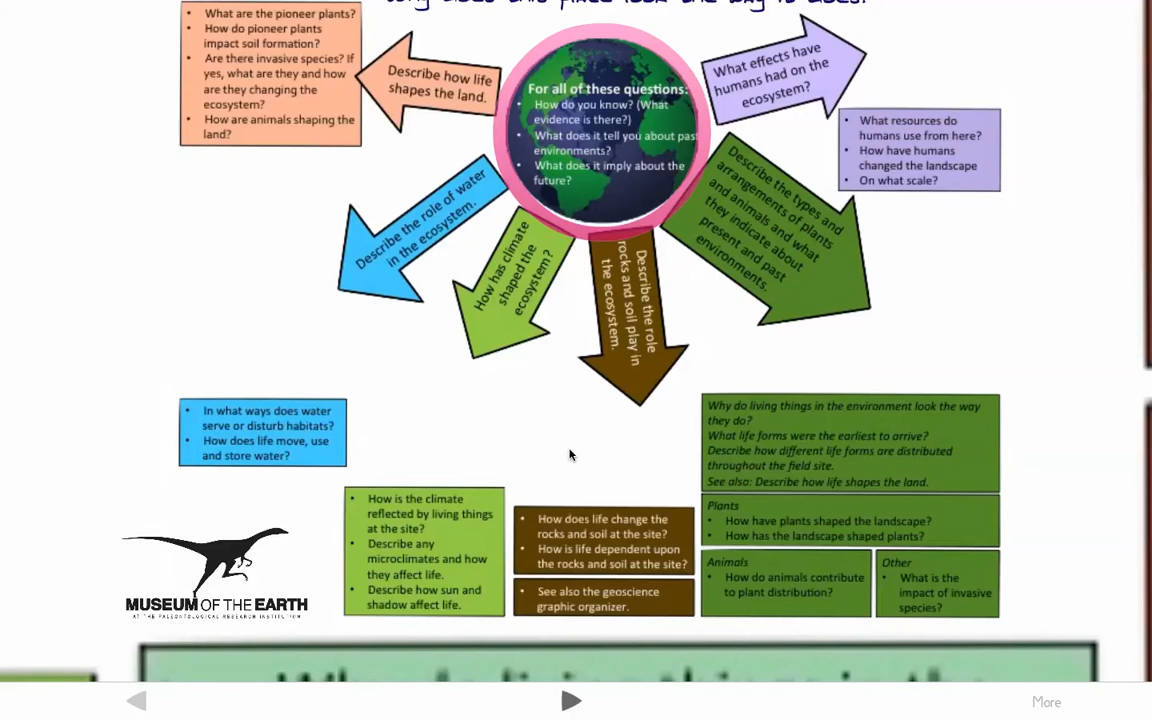 Why does this place look the way it does?
• What are the pioneer plants?
• How do pioneer plants
impact soil formation?
• Are there invasive species? If
yes, what are they and how
are they changing the
ecosystem?
• How are animals shaping the
land?
Describe how life
shapes the land.
For all of these questions:
• How do you know? (What
evidence is there?)
• What does it tell you about past
environments?
• What does it imply about the
future?
What effects have
humans had on the
ecosystem?
• What resources do
humans use from here?
• How have humans
changed the landscape
• On what scale?
Describe the role of water
in the ecosystem.
How has climate
shaped the
ecosystem?
Describe the role
rocks and soil play in
the ecosystem.
Describe the types and
arrangements of plants
and animals and what
they indicate about
present and past
environments.
• In what ways does water
serve or disturb habitats?
• How does life move, use
and store water?
• How is the climate
reflected by living things
at the site?
• Describe any
microclimates and how
they affect life.
• Describe how sun and
shadow affect life.
• How does life change the
rocks and soil at the site?
• How is life dependent upon
the rocks and soil at the site?
• See also the geoscience
graphic organizer.
Why do living things in the environment look the way
they do?
What life forms were the earliest to arrive?
Describe how different life forms are distributed
throughout the field site.
See also: Describe how life shapes the land.
Plants
• How have plants shaped the landscape?
• How has the landscape shaped plants?
Animals
• How do animals contribute
to plant distribution?
Other
• What is the
impact of invasive
species?
MUSEUM OF THE EARTH
AT THE PALEONTOLOGICAL RESEARCH INSTITUTION
More